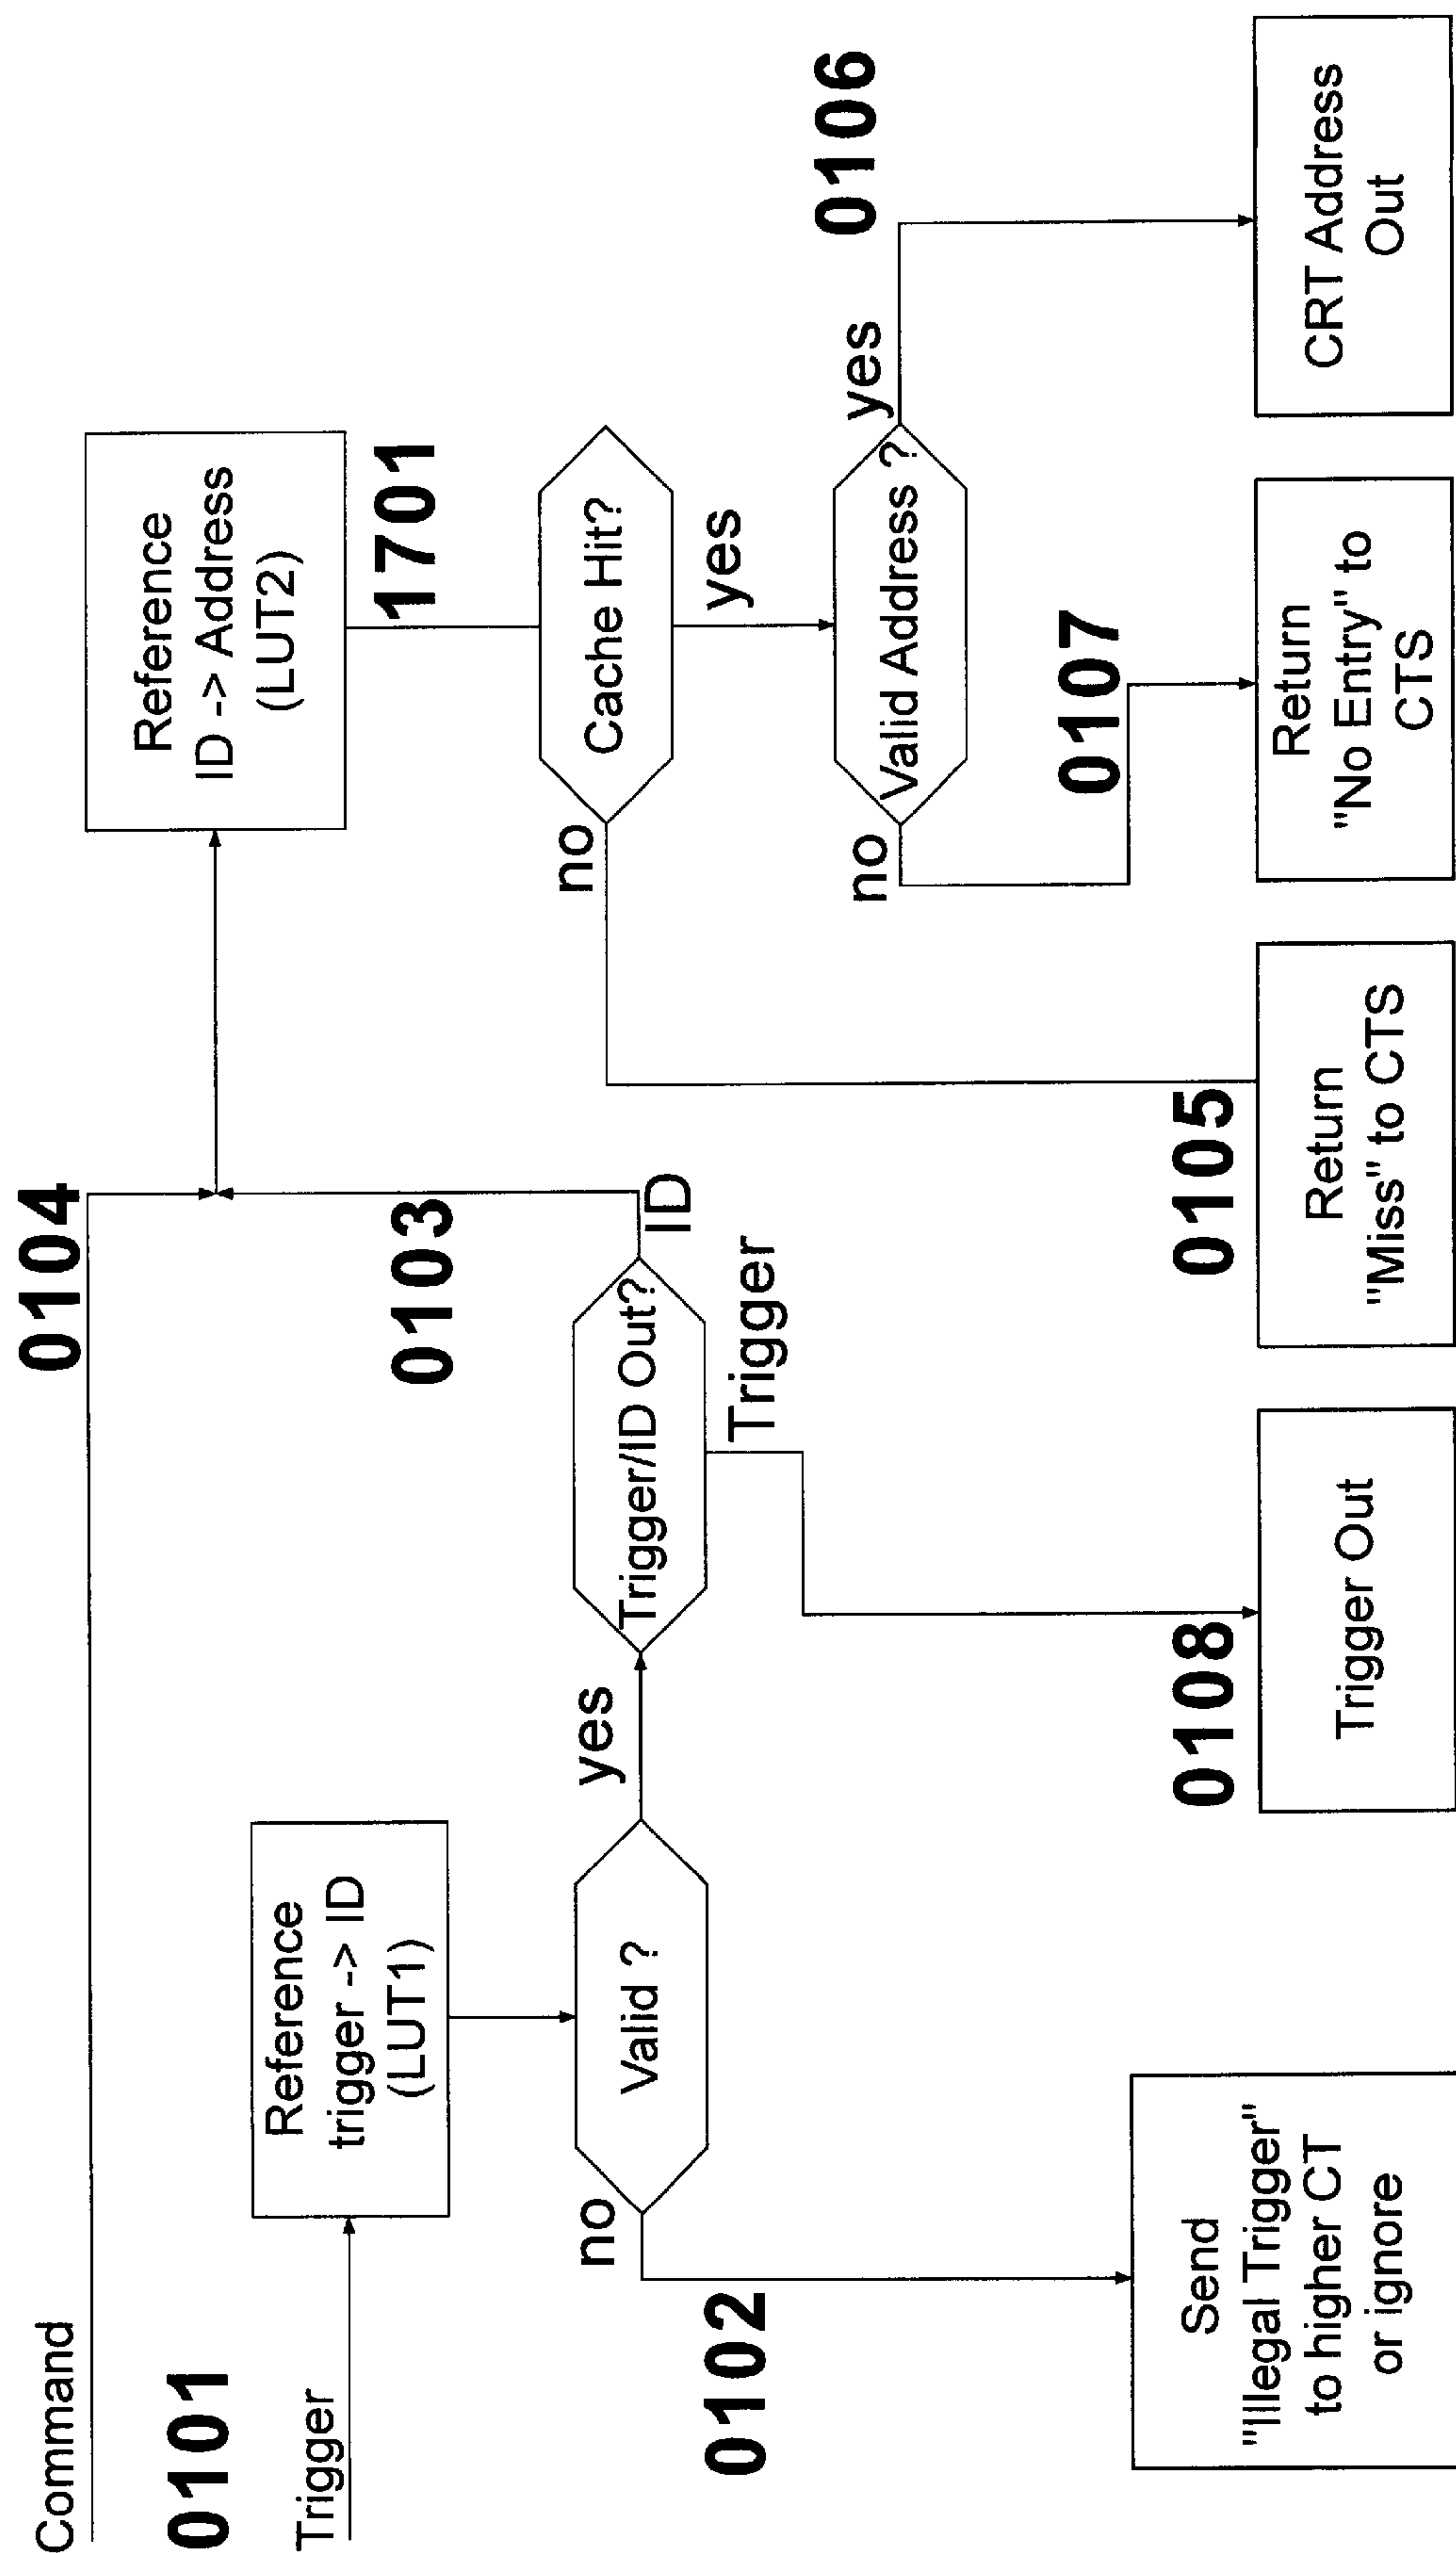 Command
0104
0101
Trigger
Reference
trigger -> ID
(LUT1)
Valid ?
no
0102
Send
"Illegal Trigger"
to higher CT
or ignore
yes
Trigger/ID Out?
ID
0103
Trigger
0108
Trigger Out
Reference
ID -> Address
(LUT2)
1701
Cache Hit?
no
0105
Return
"Miss" to CTS
yes
Valid Address ?
no
0107
Return
"No Entry" to
CTS
yes
0106
CRT Address
Out